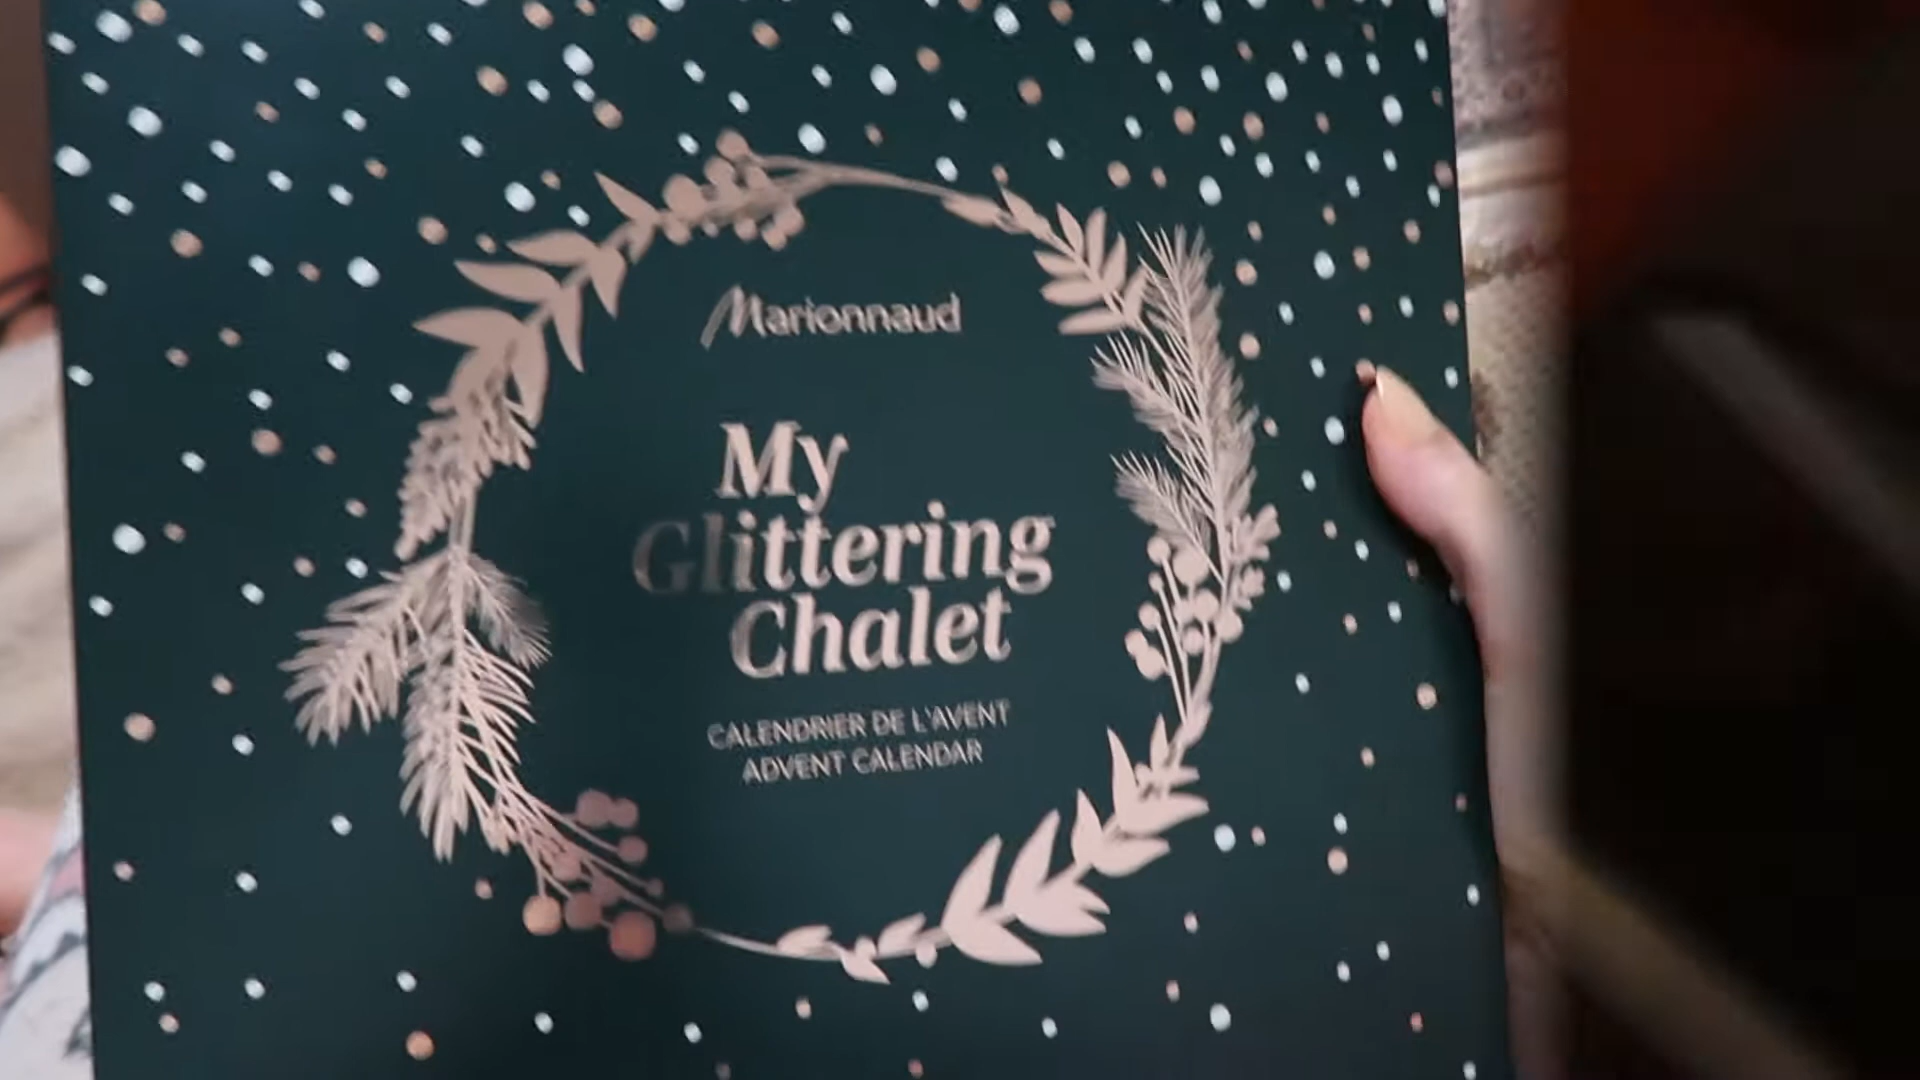 Marionnaud
My
Glittering
Chalet
CALENDRIER DE L'AVENT
ADVENT CALENDAR